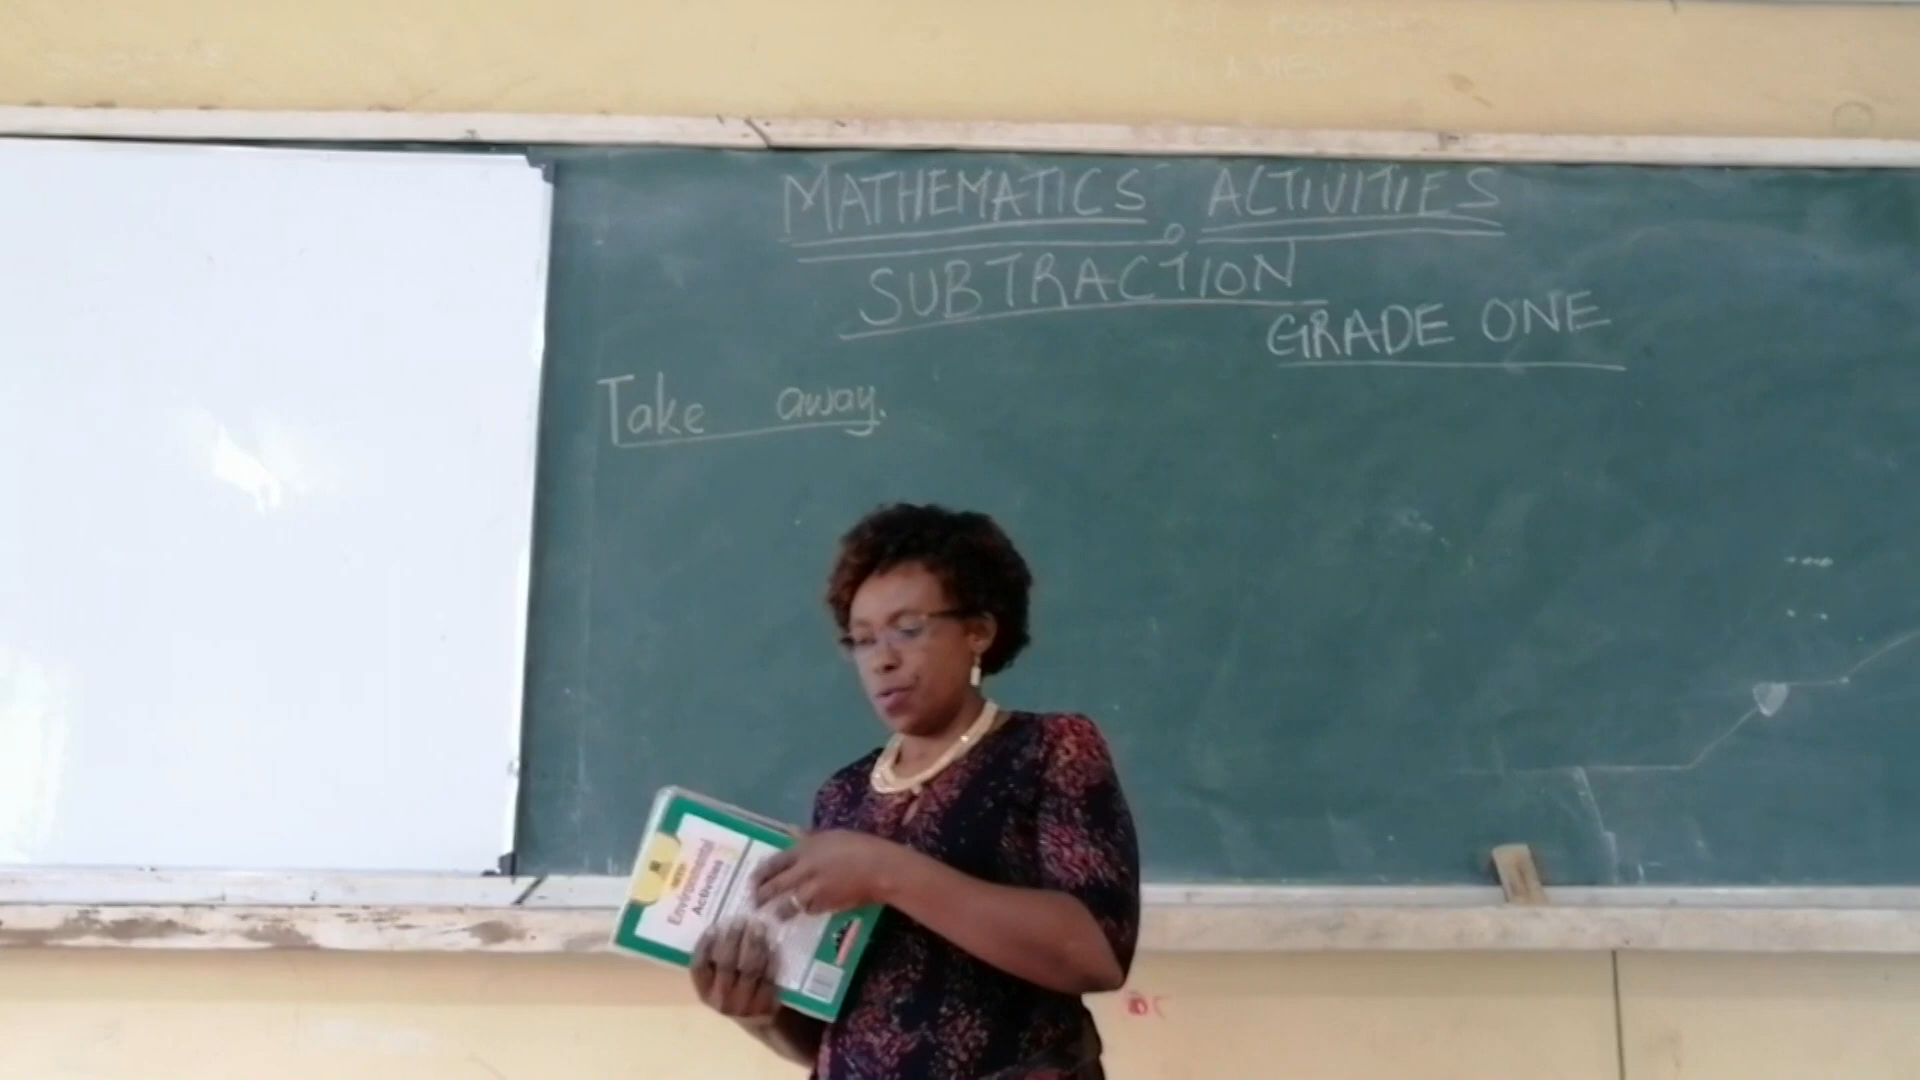 MATHEMATICS ACTIVITIES
SUBTRACTION
GRADE ONE
Take away.
Environmental
Activities